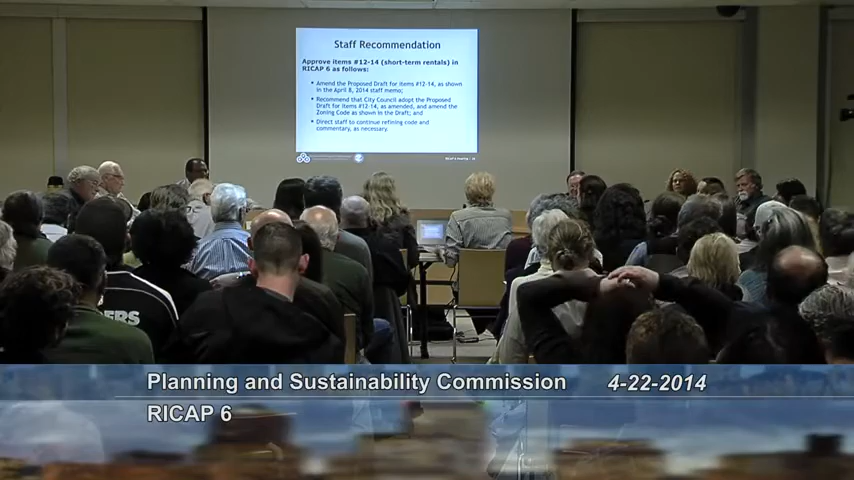 Staff Recommendation
Approve items #12-14 (short-term rentals) in
RICAP 6 as follows:
• Amend the Proposed Draft for items #12-14, as shown
in the April 8, 2014 staff memo;
• Recommend that City Council adopt the Proposed
Draft for items #12-14, as amended, and amend the
Zoning Code as shown in the Draft; and
• Direct staff to continue refining code and
commentary, as necessary.
ERS
Planning and Sustainability Commission 4-22-2014
RICAP 6